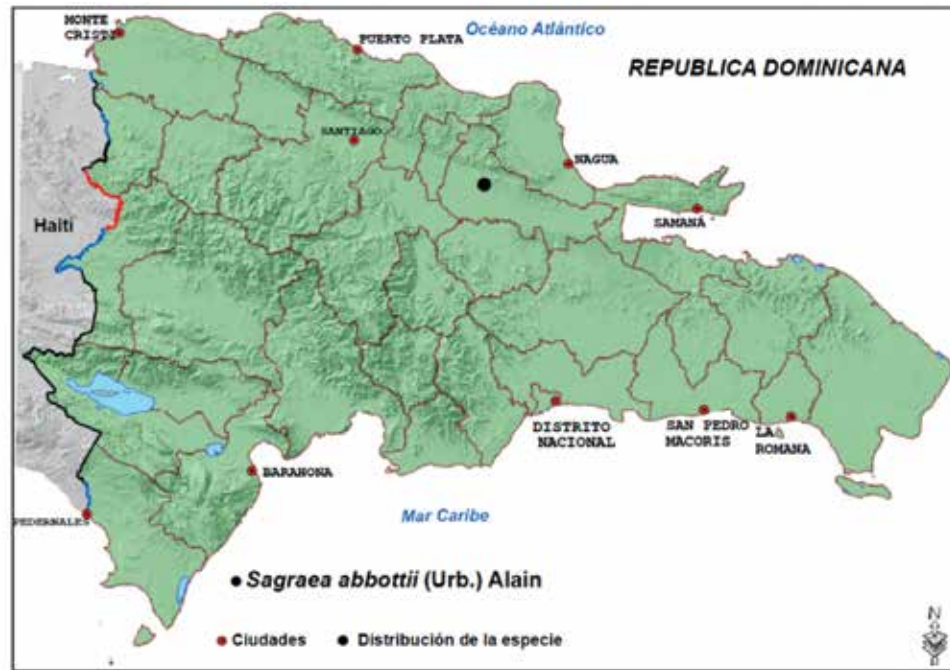 MONTE
CRISTI
PUERTO PLATA
Océano Atlántico
REPUBLICA DOMINICANA
SANTIAGO
NAGUA
Haití
SAMANÁ
DISTRITO
NACIONAL
SAN PEDRO
MACORIS
LA
ROMANA
BARAHONA
PEDERNALES
Mar Caribe
Sagraea abbottii (Urb.) Alain
Ciudades
Distribución de la especie
N